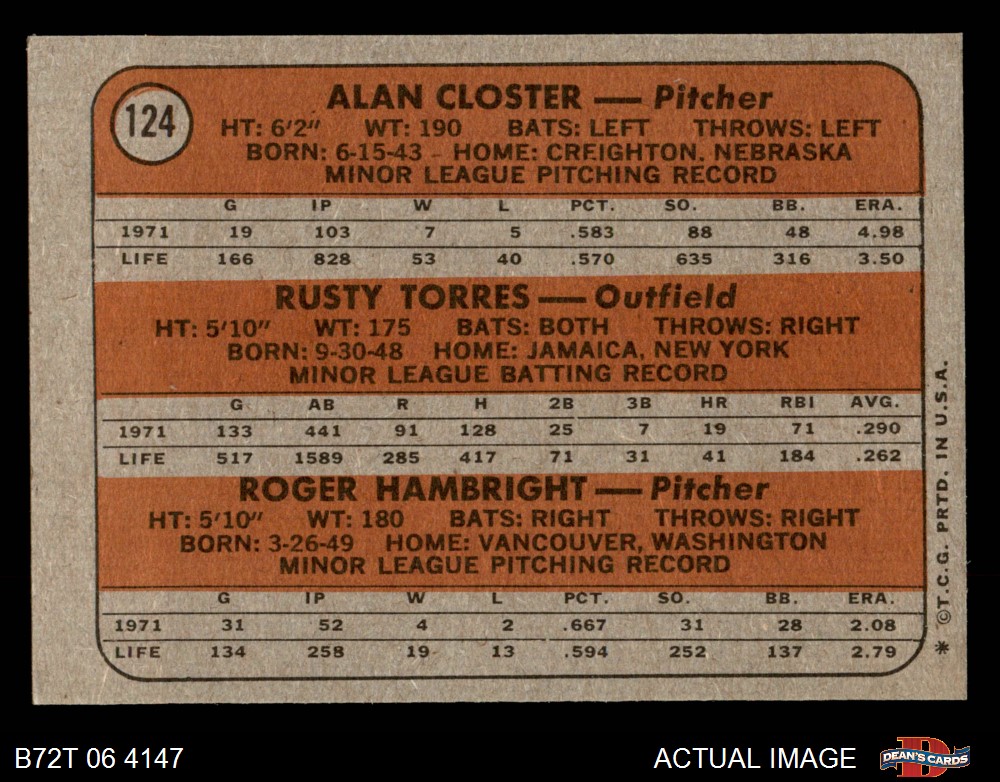 124
ALAN CLOSTER — Pitcher
HT: 6'2" WT: 190 BATS: LEFT THROWS: LEFT
BORN: 6-15-43 - HOME: CREIGHTON, NEBRASKA
MINOR LEAGUE PITCHING RECORD
G IP W L PCT. SO. BB. ERA.
1971 19 103 7 5 .583 88 48 4.98
LIFE 166 828 53 40 .570 635 316 3.50
RUSTY TORRES — Outfield
HT: 5'10" WT: 175 BATS: BOTH THROWS: RIGHT
BORN: 9-30-48 HOME: JAMAICA, NEW YORK
MINOR LEAGUE BATTING RECORD
G AB R H 2B 3B HR RBI AVG.
1971 133 441 91 128 25 7 19 71 .290
LIFE 517 1589 285 417 71 31 41 184 .262
ROGER HAMBRIGHT — Pitcher
HT: 5'10" WT: 180 BATS: RIGHT THROWS: RIGHT
BORN: 3-26-49 HOME: VANCOUVER, WASHINGTON
MINOR LEAGUE PITCHING RECORD
G IP W L PCT. SO. BB. ERA.
1971 31 52 4 2 .667 31 28 2.08
LIFE 134 258 19 13 .594 252 137 2.79
* ©T.C.G. PRTD. IN U.S.A.
B72T 06 4147
ACTUAL IMAGE
D
DEAN'S CARDS